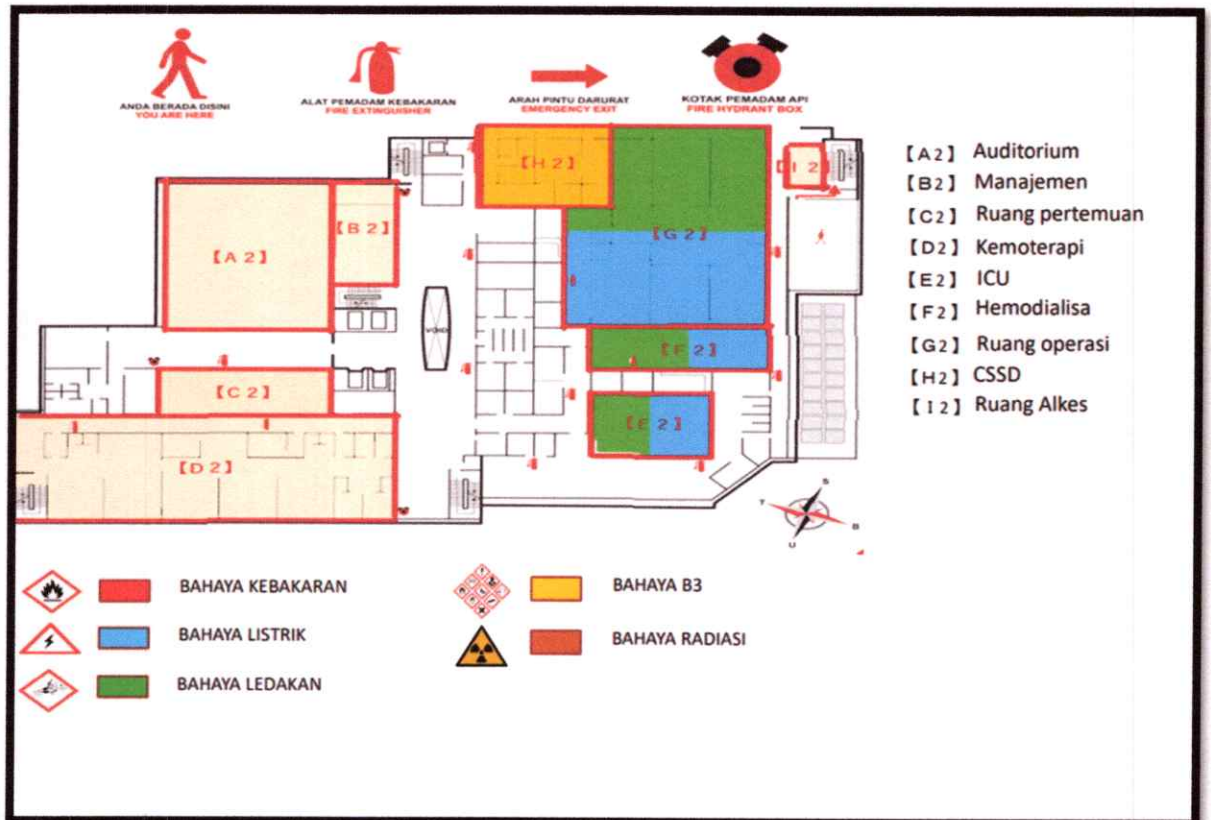 ANDA BERADA DISINI
YOU ARE HERE
ALAT PEMADAM KEBAKARAN
FIRE EXTINGUISHER
ARAH PINTU DARURAT
EMERGENCY EXIT
KOTAK PEMADAM API
FIRE HYDRANT BOX
【A2】 Auditorium
【B2】 Manajemen
【C2】 Ruang pertemuan
【D2】 Kemoterapi
【E2】 ICU
【F2】 Hemodialisa
【G2】 Ruang operasi
【H2】 CSSD
【I2】 Ruang Alkes
【H 2】
【I 2】
【B 2】
【A 2】
【G 2】
VOID
【F 2】
【C 2】
【E 2】
【D 2】
S
T
B
U
BAHAYA KEBAKARAN
BAHAYA B3
BAHAYA LISTRIK
BAHAYA RADIASI
BAHAYA LEDAKAN